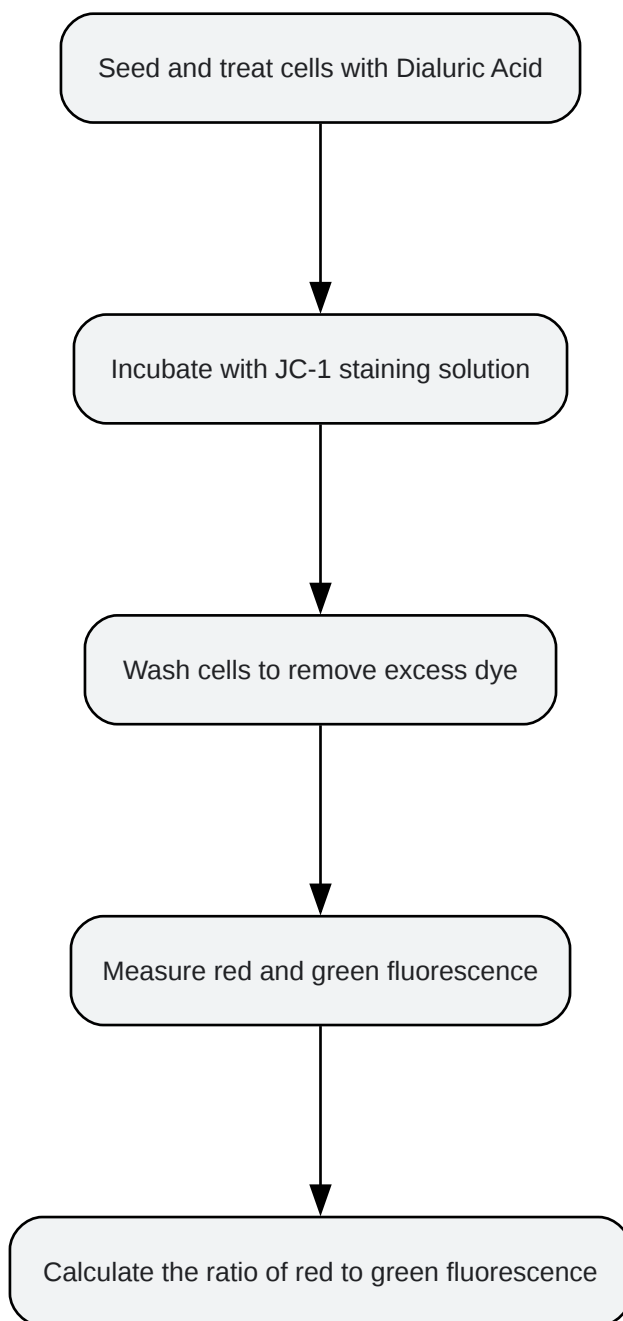 Seed and treat cells with Dialuric Acid
Incubate with JC-1 staining solution
Wash cells to remove excess dye
Measure red and green fluorescence
Calculate the ratio of red to green fluorescence